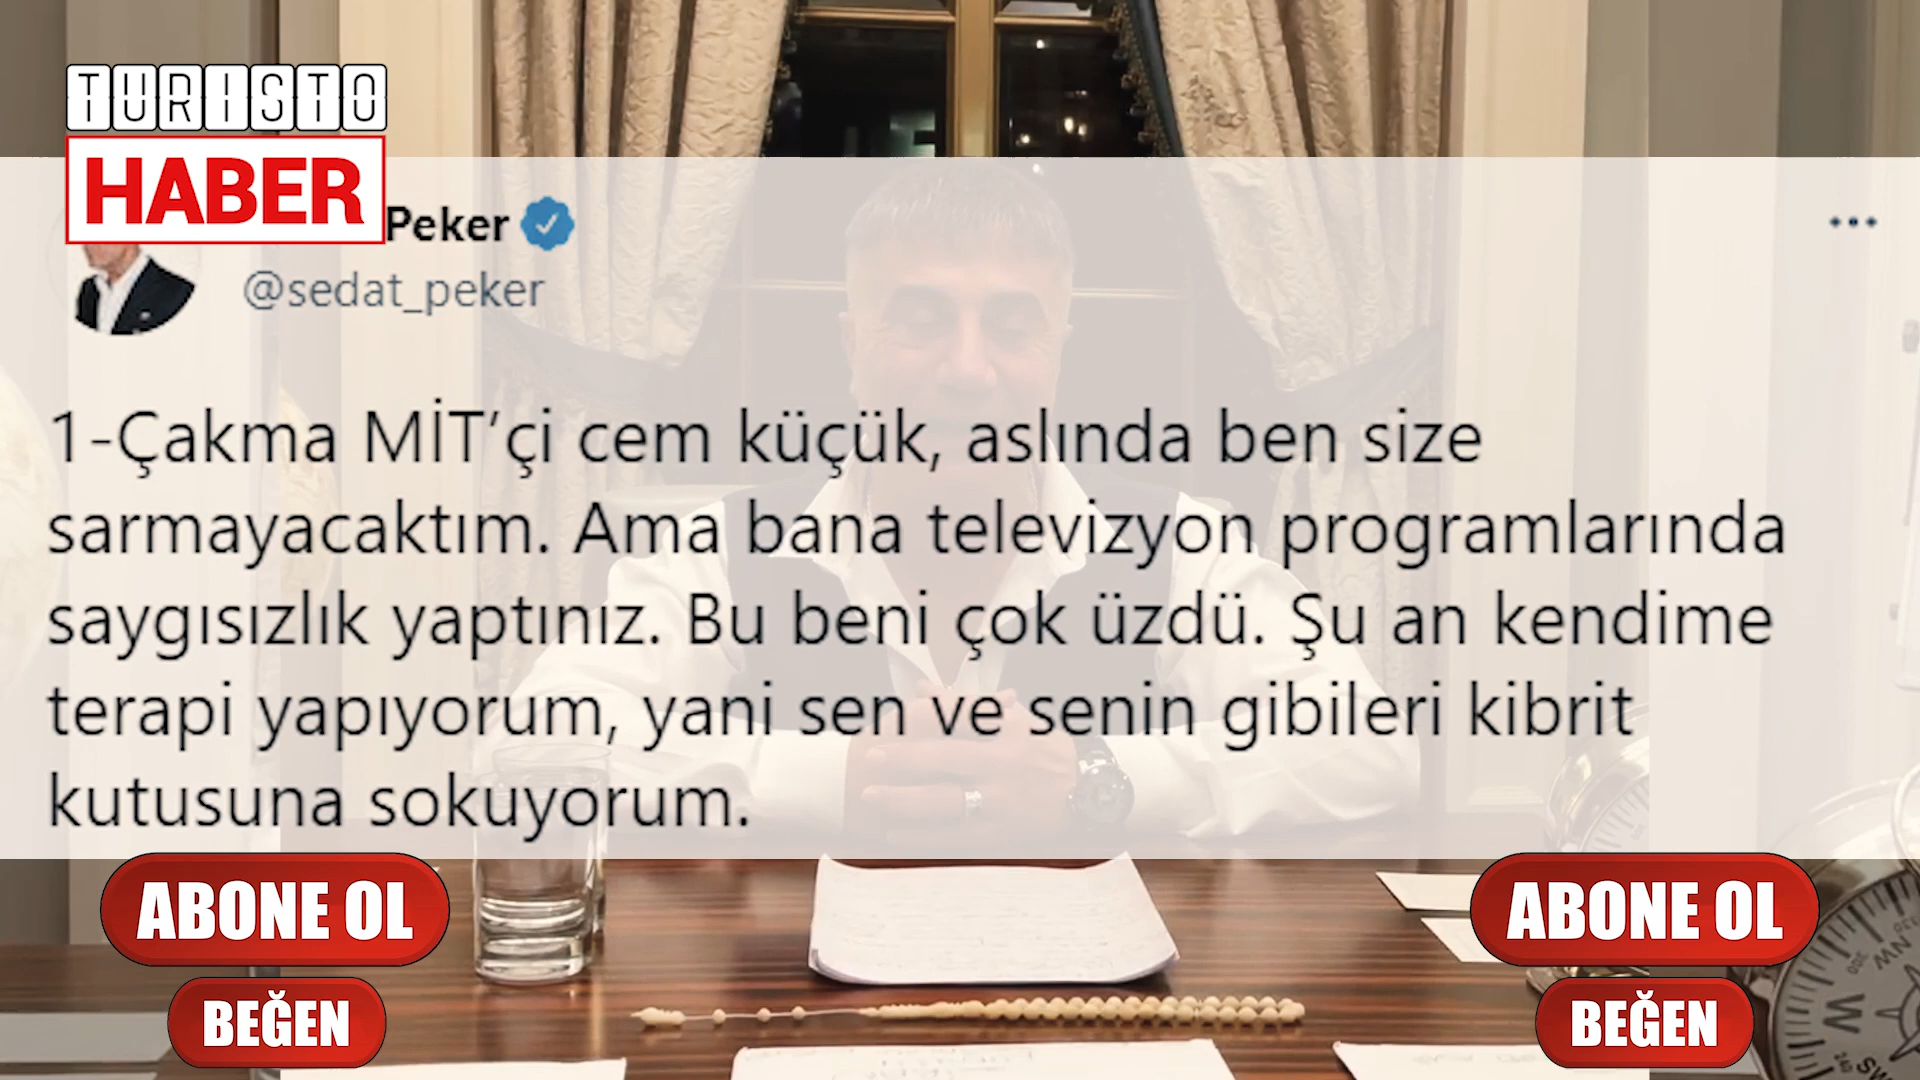 TURISTO
HABER
Peker
@sedat_peker
1-Çakma MİT’çi cem küçük, aslında ben size
sarmayacaktım. Ama bana televizyon programlarında
saygısızlık yaptınız. Bu beni çok üzdü. Şu an kendime
terapi yapıyorum, yani sen ve senin gibileri kibrit
kutusuna sokuyorum.
ABONE OL
ABONE OL
BEĞEN
BEĞEN
W
NW
SW